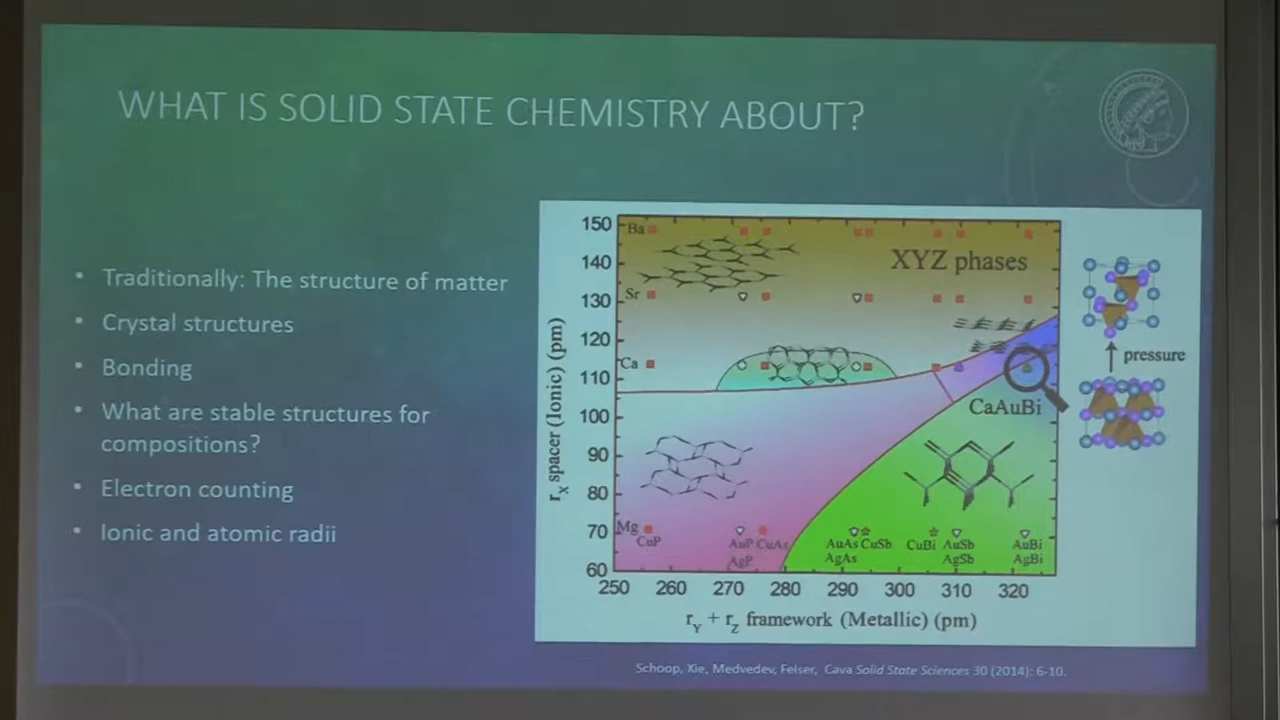 WHAT IS SOLID STATE CHEMISTRY ABOUT?
• Traditionally: The structure of matter
• Crystal structures
• Bonding
• What are stable structures for
compositions?
• Electron counting
• Ionic and atomic radii
r_X spacer (Ionic) (pm)
150
140
130
120
110
100
90
80
70
60
Ba
Sr
Ca
Mg
XYZ phases
CaAuBi
CuP
AuP CuAs
AgP
AuAs CuSb
AgAs
CuBi AuSb
AgSb
AuBi
AgBi
250 260 270 280 290 300 310 320
r_Y + r_Z framework (Metallic) (pm)
pressure
Schoop, Xie, Medvedev, Felser, Cava Solid State Sciences 30 (2014): 6-10.